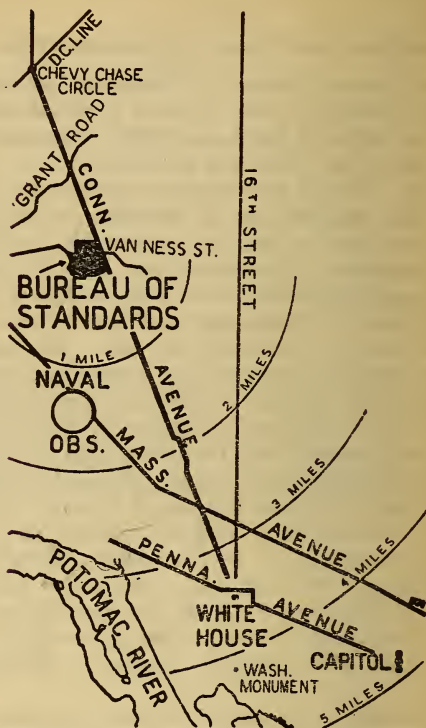 D.C. LINE
CHEVY CHASE
CIRCLE
GRANT ROAD
CONN.
16TH STREET
VAN NESS ST.
BUREAU OF
STANDARDS
1 MILE
AVENUE
2 MILES
NAVAL
OBS.
MASS.
3 MILES
AVENUE
PENNA.
4 MILES
POTOMAC RIVER
WHITE
HOUSE
AVENUE
CAPITOL
WASH.
MONUMENT
5 MILES